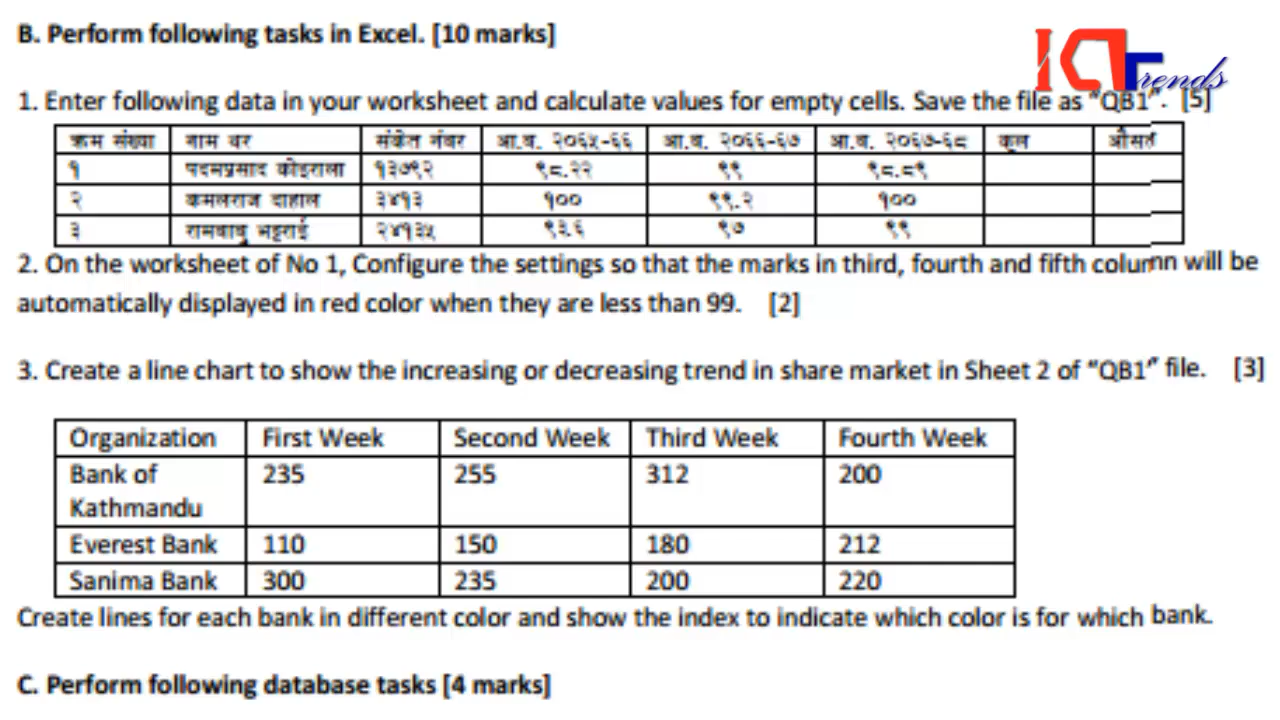 B. Perform following tasks in Excel. [10 marks]
ICTrends
1. Enter following data in your worksheet and calculate values for empty cells. Save the file as "QB1". [5]
क्रम संख्या नाम थर संकेत नंबर आ.व. २०६५-६६ आ.व. २०६६-६७ आ.व. २०६७-६८ कूल औसत
१ पदमप्रसाद कोइराला १३७९२ ९८.२२ ९९ ९८.८९
२ कमलराज दाहाल ३४१३ १०० ९९.२ १००
३ रामबाबु भट्टराई २४१३५ ९३.६ ९७ ९९
2. On the worksheet of No 1, Configure the settings so that the marks in third, fourth and fifth column will be
automatically displayed in red color when they are less than 99. [2]
3. Create a line chart to show the increasing or decreasing trend in share market in Sheet 2 of "QB1" file. [3]
Organization First Week Second Week Third Week Fourth Week
Bank of 235 255 312 200
Kathmandu
Everest Bank 110 150 180 212
Sanima Bank 300 235 200 220
Create lines for each bank in different color and show the index to indicate which color is for which bank.
C. Perform following database tasks [4 marks]